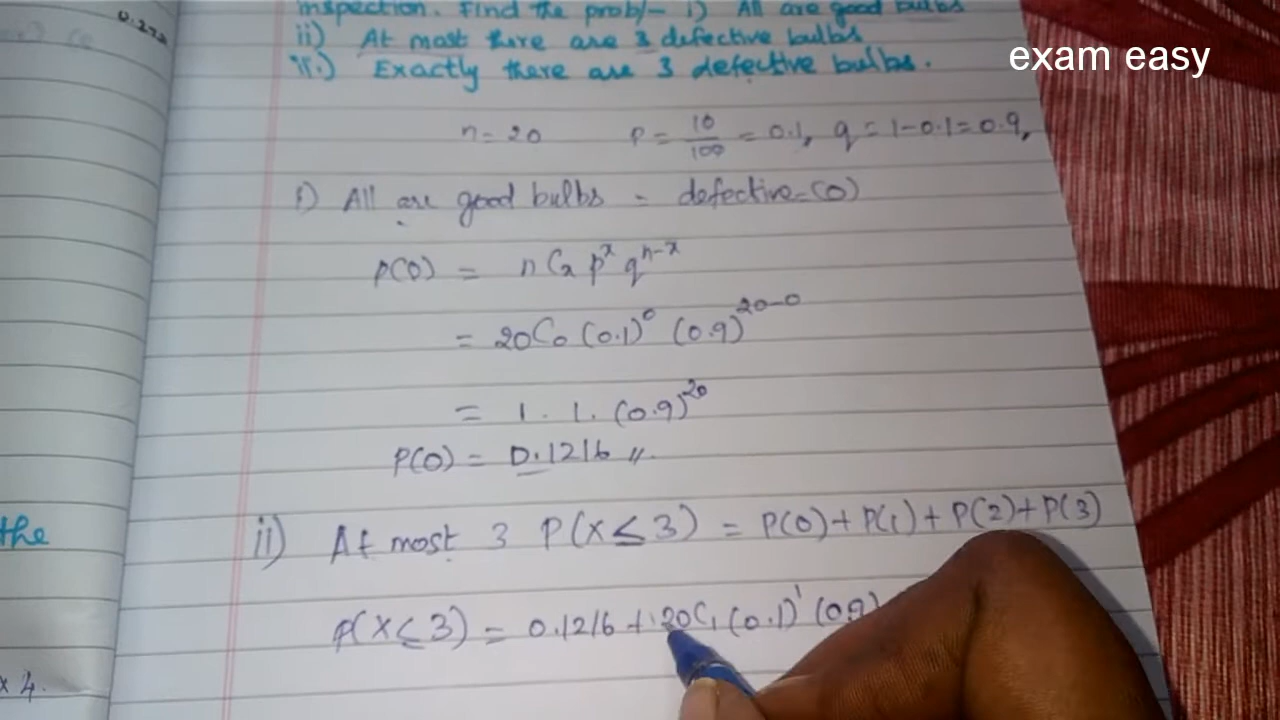 exam easy
0.293
inspection. Find the prob/- i) All are good bulbs
ii) At most there are 3 defective bulbs
iii.) Exactly there are 3 defective bulbs.
n = 20 P = 10/100 = 0.1, q = 1-0.1 = 0.9,
i) All are good bulbs = defective-(0)
P(0) = nCx p^x q^n-x
= 20C0 (0.1)^0 (0.9)^20-0
= 1 . 1. (0.9)^20
P(0) = 0.1216 //.
ii) At most 3 P(X ≤ 3) = P(0) + P(1) + P(2) + P(3)
the
P(X ≤ 3) = 0.1216 + 20C1 (0.1)^1 (0.9)
x 4.